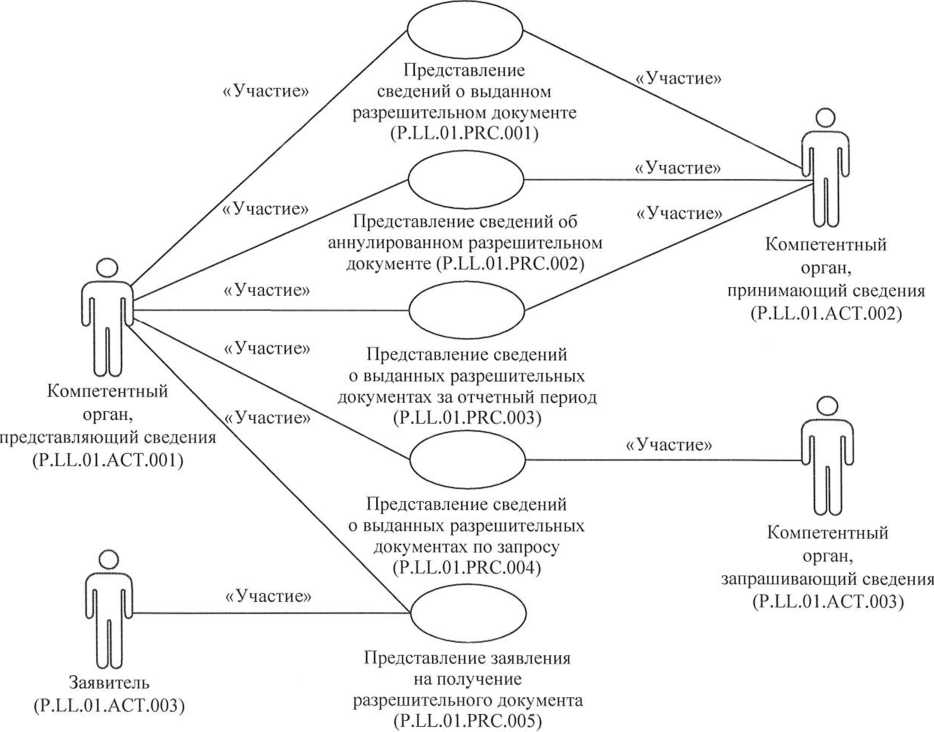 «Участие»
«Участие»
Представление
сведений о выданном
разрешительном документе
(P.LL.01.PRC.001)
«Участие»
«Участие»
Представление сведений об
аннулированном разрешительном
документе (P.LL.01.PRC.002)
«Участие»
Компетентный
орган,
принимающий сведения
(P.LL.01.ACT.002)
«Участие»
Представление сведений
о выданных разрешительных
документах за отчетный период
(P.LL.01.PRC.003)
«Участие»
Компетентный
орган,
представляющий сведения
(P.LL.01.ACT.001)
«Участие»
«Участие»
Представление сведений
о выданных разрешительных
документах по запросу
(P.LL.01.PRC.004)
Компетентный
орган,
запрашивающий сведения
(P.LL.01.ACT.003)
«Участие»
Заявитель
(P.LL.01.ACT.003)
Представление заявления
на получение
разрешительного документа
(P.LL.01.PRC.005)